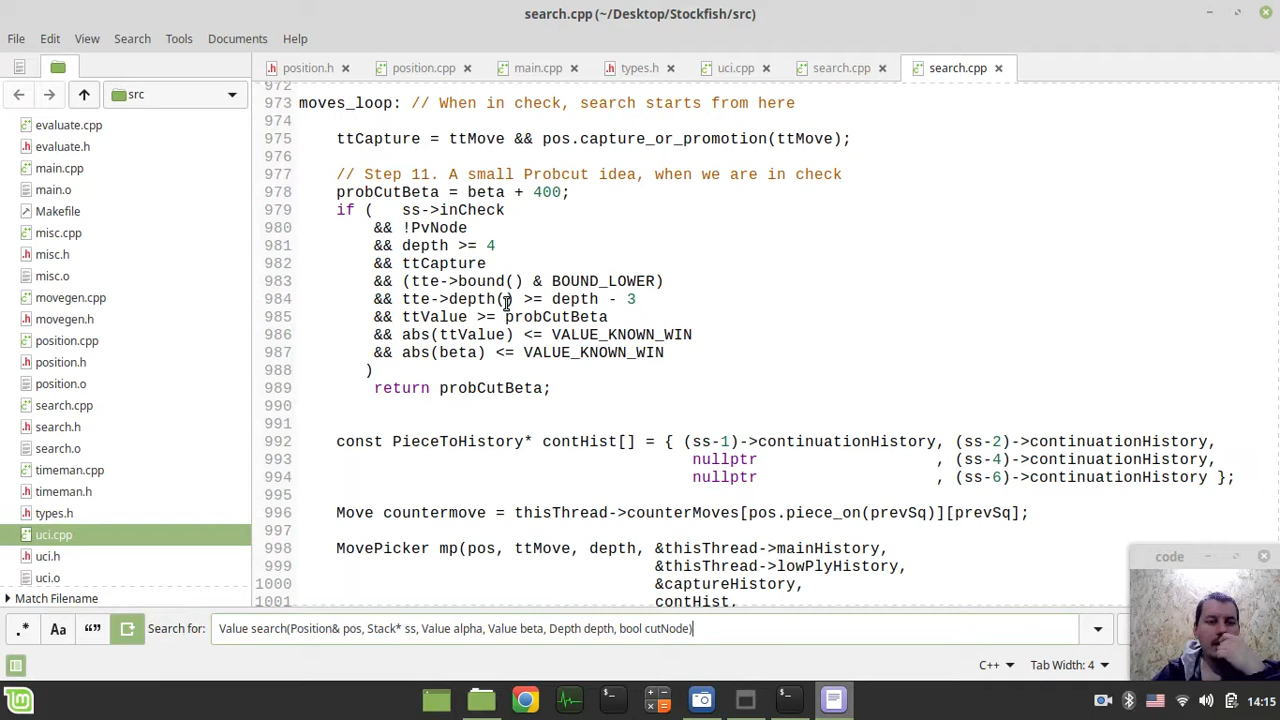 search.cpp (~/Desktop/Stockfish/src)
File Edit View Search Tools Documents Help
position.h position.cpp main.cpp types.h uci.cpp search.cpp search.cpp
src
evaluate.cpp
evaluate.h
main.cpp
main.o
Makefile
misc.cpp
misc.h
misc.o
movegen.cpp
movegen.h
position.cpp
position.h
position.o
search.cpp
search.h
search.o
timeman.cpp
timeman.h
types.h
uci.cpp
uci.h
uci.o
Match Filename
972
973 moves_loop: // When in check, search starts from here
974
975 ttCapture = ttMove && pos.capture_or_promotion(ttMove);
976
977 // Step 11. A small Probcut idea, when we are in check
978 probCutBeta = beta + 400;
979 if ( ss->inCheck
980 && !PvNode
981 && depth >= 4
982 && ttCapture
983 && (tte->bound() & BOUND_LOWER)
984 && tte->depth() >= depth - 3
985 && ttValue >= probCutBeta
986 && abs(ttValue) <= VALUE_KNOWN_WIN
987 && abs(beta) <= VALUE_KNOWN_WIN
988 )
989 return probCutBeta;
990
991
992 const PieceToHistory* contHist[] = { (ss-1)->continuationHistory, (ss-2)->continuationHistory,
993 nullptr , (ss-4)->continuationHistory,
994 nullptr , (ss-6)->continuationHistory };
995
996 Move countermove = thisThread->counterMoves[pos.piece_on(prevSq)][prevSq];
997
998 MovePicker mp(pos, ttMove, depth, &thisThread->mainHistory,
999 &thisThread->lowPlyHistory,
1000 &captureHistory,
1001 contHist,
code
.* Aa “” Search for: Value search(Position& pos, Stack* ss, Value alpha, Value beta, Depth depth, bool cutNode)
C++ Tab Width: 4
14:15